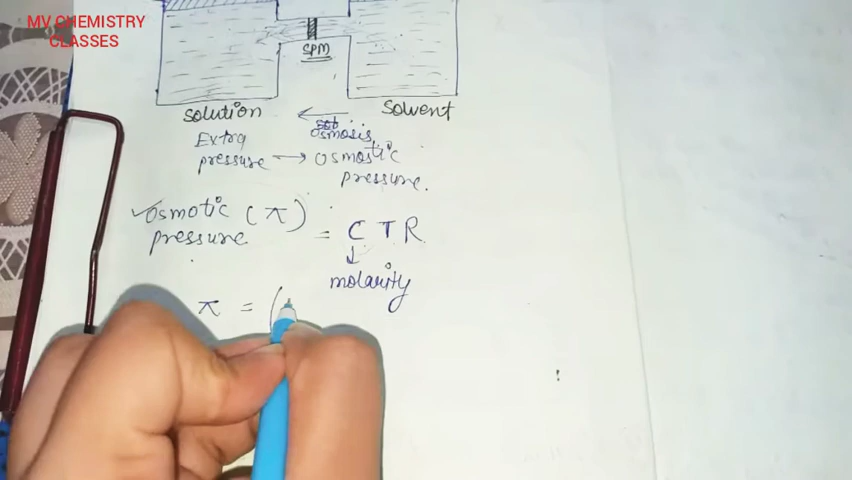 MV CHEMISTRY
CLASSES
SPM
solution
solvent
osmosis
Extra
pressure → osmotic
pressure.
✓osmotic (π)
pressure = C T R
↓
molarity
π = (